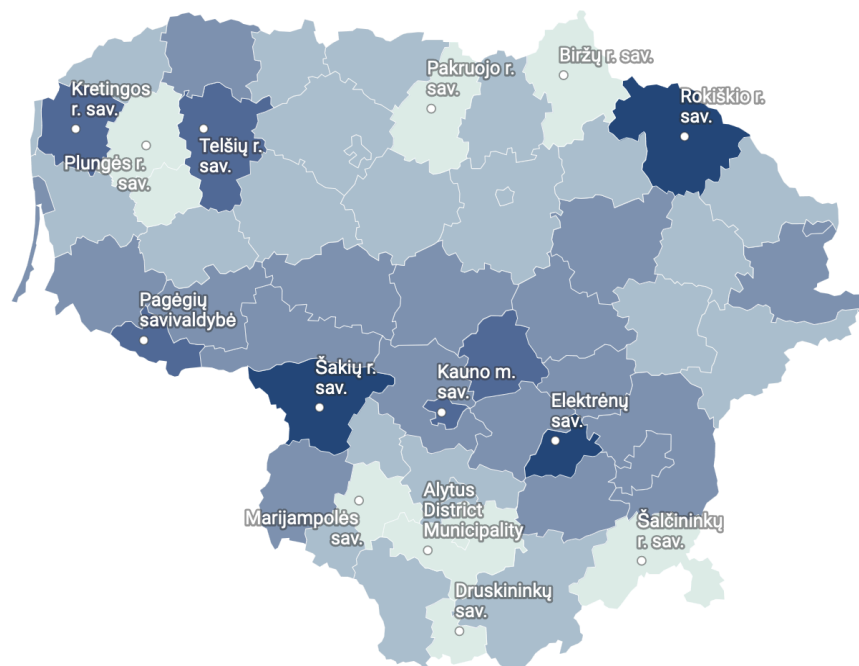 Biržų r. sav.
Pakruojo r.
sav.
Kretingos
r. sav.
Rokiškio r.
sav.
Telšių r.
sav.
Plungės r.
sav.
Pagėgių
savivaldybė
Šakių r.
sav.
Kauno m.
sav.
Elektrėnų
sav.
Alytus
District
Municipality
Marijampolės
sav.
Šalčininkų
r. sav.
Druskininkų
sav.